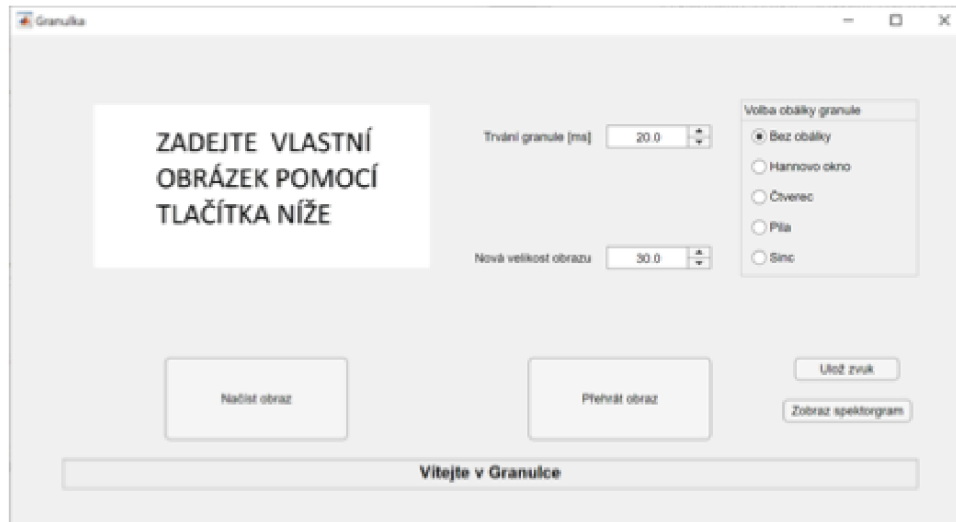 Granulka
ZADEJTE VLASTNÍ
OBRÁZEK POMOCÍ
TLAČÍTKA NÍŽE
Trvání granule [ms] 20.0
Nová velikost obrazu 30.0
Volba obálky granule
Bez obálky
Hannovo okno
Čtverec
Pila
Sinc
Načíst obraz
Přehrát obraz
Ulož zvuk
Zobraz spektorgram
Vítejte v Granulce